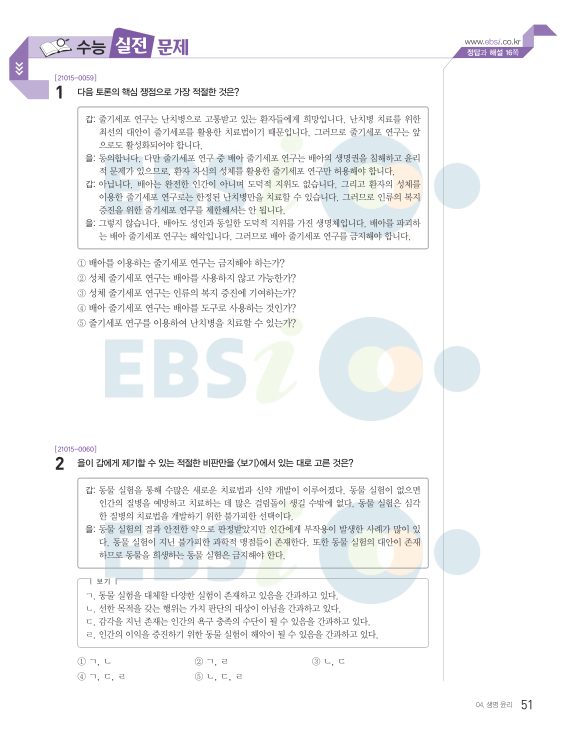 수능 실전 문제
www.ebsi.co.kr
정답과 해설 16쪽
[21015-0059]
1 다음 토론의 핵심 쟁점으로 가장 적절한 것은?
갑: 줄기세포 연구는 난치병으로 고통받고 있는 환자들에게 희망입니다. 난치병 치료를 위한
최선의 대안이 줄기세포를 활용한 치료법이기 때문입니다. 그러므로 줄기세포 연구는 앞
으로도 활성화되어야 합니다.
을: 동의합니다. 다만 줄기세포 연구 중 배아 줄기세포 연구는 배아의 생명권을 침해하고 윤리
적 문제가 있으므로, 환자 자신의 성체를 활용한 줄기세포 연구만 허용해야 합니다.
갑: 아닙니다. 배아는 완전한 인간이 아니며 도덕적 지위도 없습니다. 그리고 환자의 성체를
이용한 줄기세포 연구로는 한정된 난치병만을 치료할 수 있습니다. 그러므로 인류의 복지
증진을 위한 줄기세포 연구를 제한해서는 안 됩니다.
을: 그렇지 않습니다. 배아도 성인과 동일한 도덕적 지위를 가진 생명체입니다. 배아를 파괴하
는 배아 줄기세포 연구는 해악입니다. 그러므로 배아 줄기세포 연구를 금지해야 합니다.
① 배아를 이용하는 줄기세포 연구는 금지해야 하는가?
② 성체 줄기세포 연구는 배아를 사용하지 않고 가능한가?
③ 성체 줄기세포 연구는 인류의 복지 증진에 기여하는가?
④ 배아 줄기세포 연구는 배아를 도구로 사용하는 것인가?
⑤ 줄기세포 연구를 이용하여 난치병을 치료할 수 있는가?
EBSi
[21015-0060]
2 을이 갑에게 제기할 수 있는 적절한 비판만을 〈보기〉에서 있는 대로 고른 것은?
갑: 동물 실험을 통해 수많은 새로운 치료법과 신약 개발이 이루어졌다. 동물 실험이 없으면
인간의 질병을 예방하고 치료하는 데 많은 걸림돌이 생길 수밖에 없다. 동물 실험은 심각
한 질병의 치료법을 개발하기 위한 불가피한 선택이다.
을: 동물 실험의 결과 안전한 약으로 판정받았지만 인간에게 부작용이 발생한 사례가 많이 있
다. 동물 실험이 지닌 불가피한 과학적 맹점들이 존재한다. 또한 동물 실험의 대안이 존재
하므로 동물을 희생하는 동물 실험은 금지해야 한다.
보기
ㄱ. 동물 실험을 대체할 다양한 실험이 존재하고 있음을 간과하고 있다.
ㄴ. 선한 목적을 갖는 행위는 가치 판단의 대상이 아님을 간과하고 있다.
ㄷ. 감각을 지닌 존재는 인간의 욕구 충족의 수단이 될 수 있음을 간과하고 있다.
ㄹ. 인간의 이익을 증진하기 위한 동물 실험이 해악이 될 수 있음을 간과하고 있다.
① ㄱ, ㄴ ② ㄱ, ㄹ ③ ㄴ, ㄷ
④ ㄱ, ㄷ, ㄹ ⑤ ㄴ, ㄷ, ㄹ
04. 생명 윤리 51